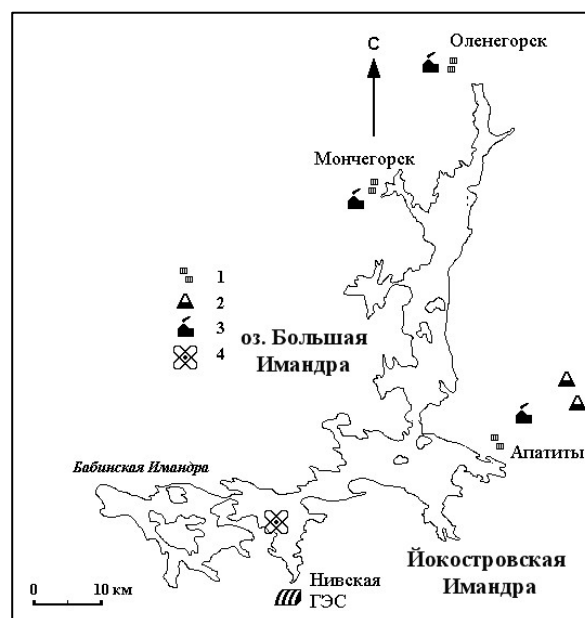 Оленегорск
С
Мончегорск
1
2
3
4
оз. Большая
Имандра
Апатиты
Бабинская Имандра
Йокостровская
Имандра
Нивская
ГЭС
0 10 км